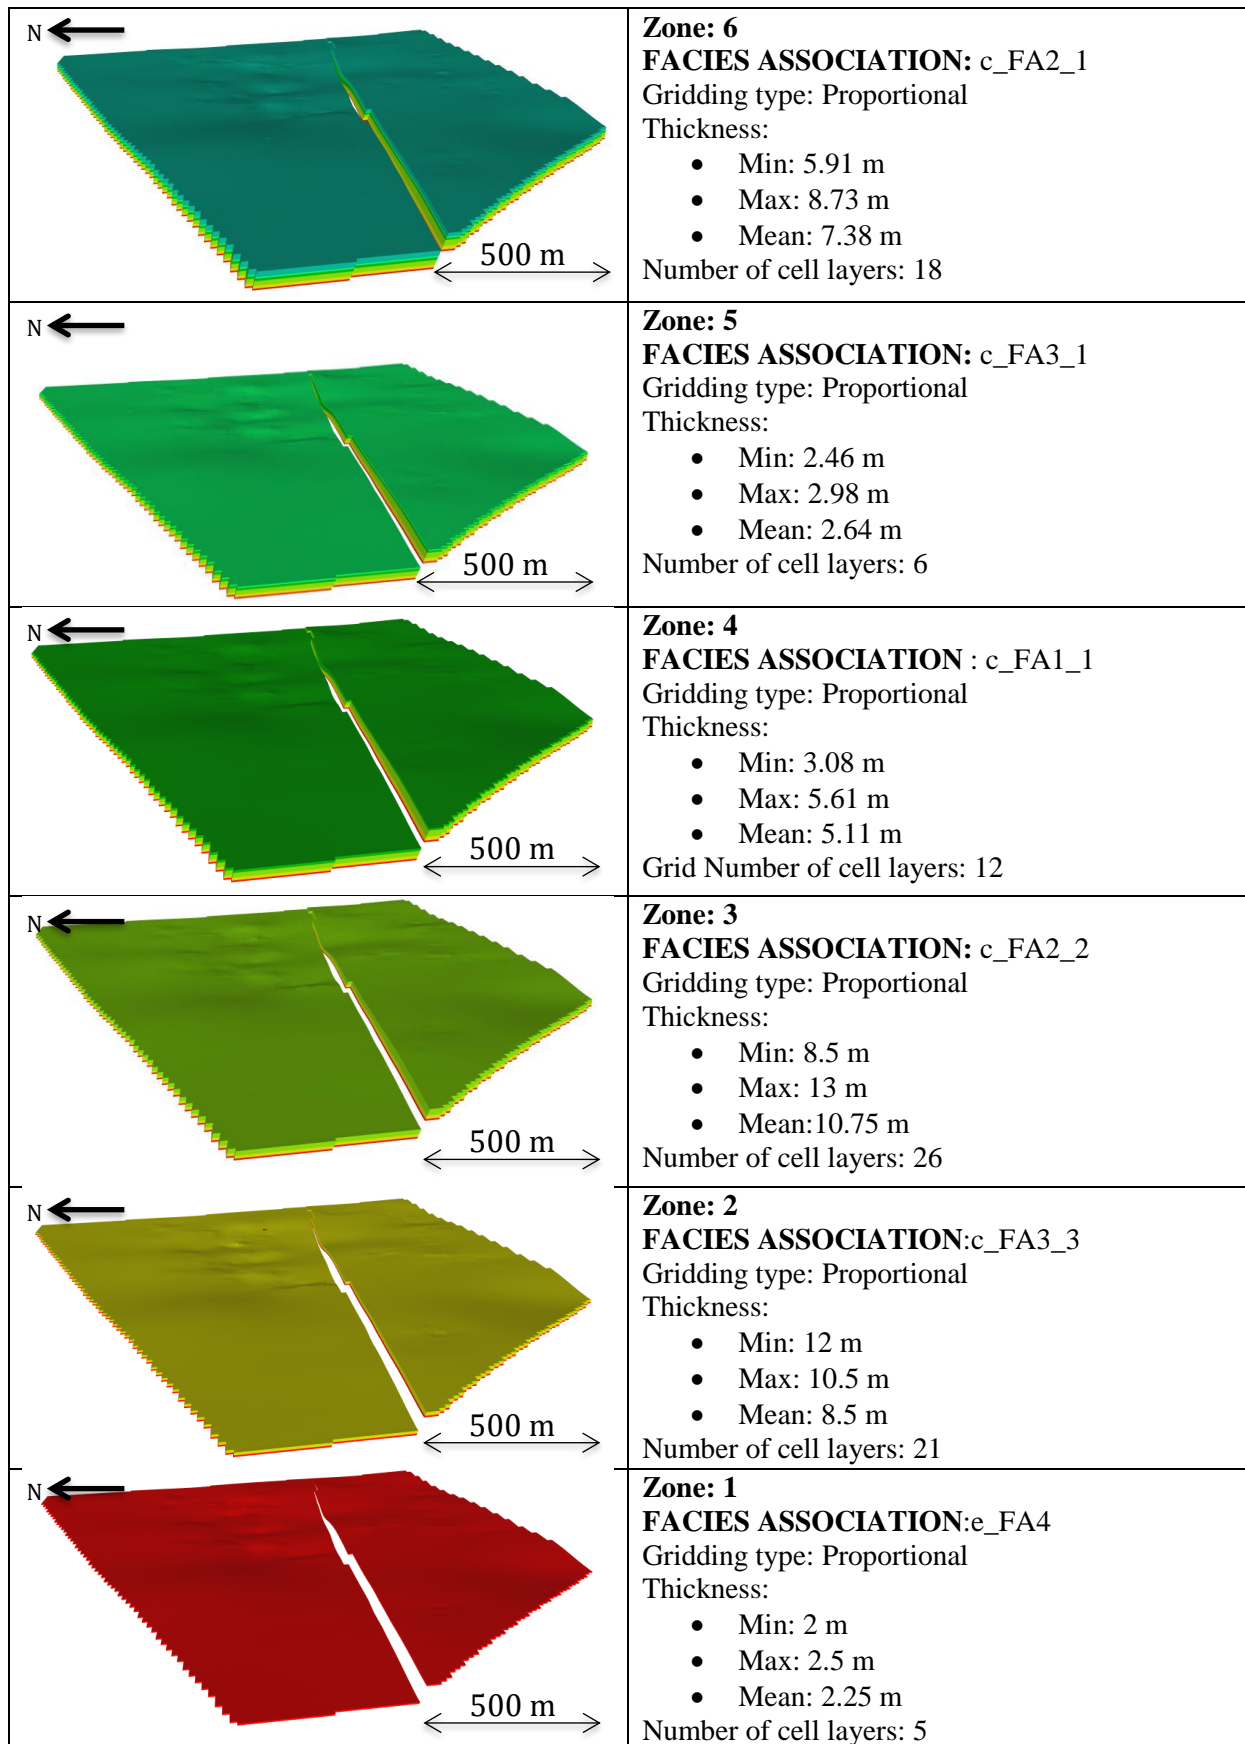 N
500 m
Zone: 6
FACIES ASSOCIATION: c_FA2_1
Gridding type: Proportional
Thickness:
• Min: 5.91 m
• Max: 8.73 m
• Mean: 7.38 m
Number of cell layers: 18
N
500 m
Zone: 5
FACIES ASSOCIATION: c_FA3_1
Gridding type: Proportional
Thickness:
• Min: 2.46 m
• Max: 2.98 m
• Mean: 2.64 m
Number of cell layers: 6
N
500 m
Zone: 4
FACIES ASSOCIATION : c_FA1_1
Gridding type: Proportional
Thickness:
• Min: 3.08 m
• Max: 5.61 m
• Mean: 5.11 m
Grid Number of cell layers: 12
N
500 m
Zone: 3
FACIES ASSOCIATION: c_FA2_2
Gridding type: Proportional
Thickness:
• Min: 8.5 m
• Max: 13 m
• Mean:10.75 m
Number of cell layers: 26
N
500 m
Zone: 2
FACIES ASSOCIATION:c_FA3_3
Gridding type: Proportional
Thickness:
• Min: 12 m
• Max: 10.5 m
• Mean: 8.5 m
Number of cell layers: 21
N
500 m
Zone: 1
FACIES ASSOCIATION:e_FA4
Gridding type: Proportional
Thickness:
• Min: 2 m
• Max: 2.5 m
• Mean: 2.25 m
Number of cell layers: 5